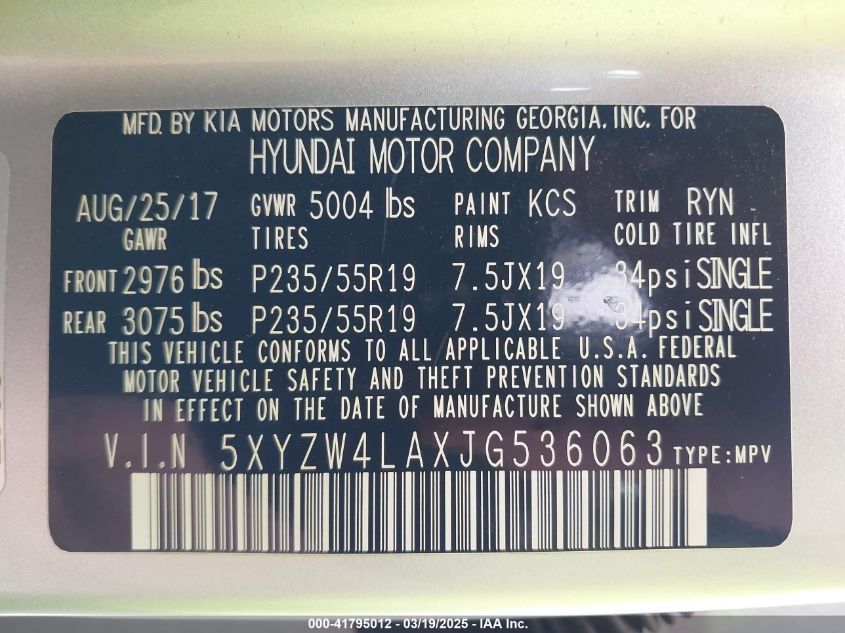 MFD. BY KIA MOTORS MANUFACTURING GEORGIA, INC. FOR
HYUNDAI MOTOR COMPANY
AUG/25/17 GVWR 5004 lbs PAINT KCS TRIM RYN
GAWR TIRES RIMS COLD TIRE INFL
FRONT 2976 lbs P235/55R19 7.5JX19 34psi SINGLE
REAR 3075 lbs P235/55R19 7.5JX19 34psi SINGLE
THIS VEHICLE CONFORMS TO ALL APPLICABLE U.S.A. FEDERAL
MOTOR VEHICLE SAFETY AND THEFT PREVENTION STANDARDS
IN EFFECT ON THE DATE OF MANUFACTURE SHOWN ABOVE
V.I.N 5XYZW4LAXJG536063 TYPE:MPV
000-41795012 - 03/19/2025 - IAA Inc.